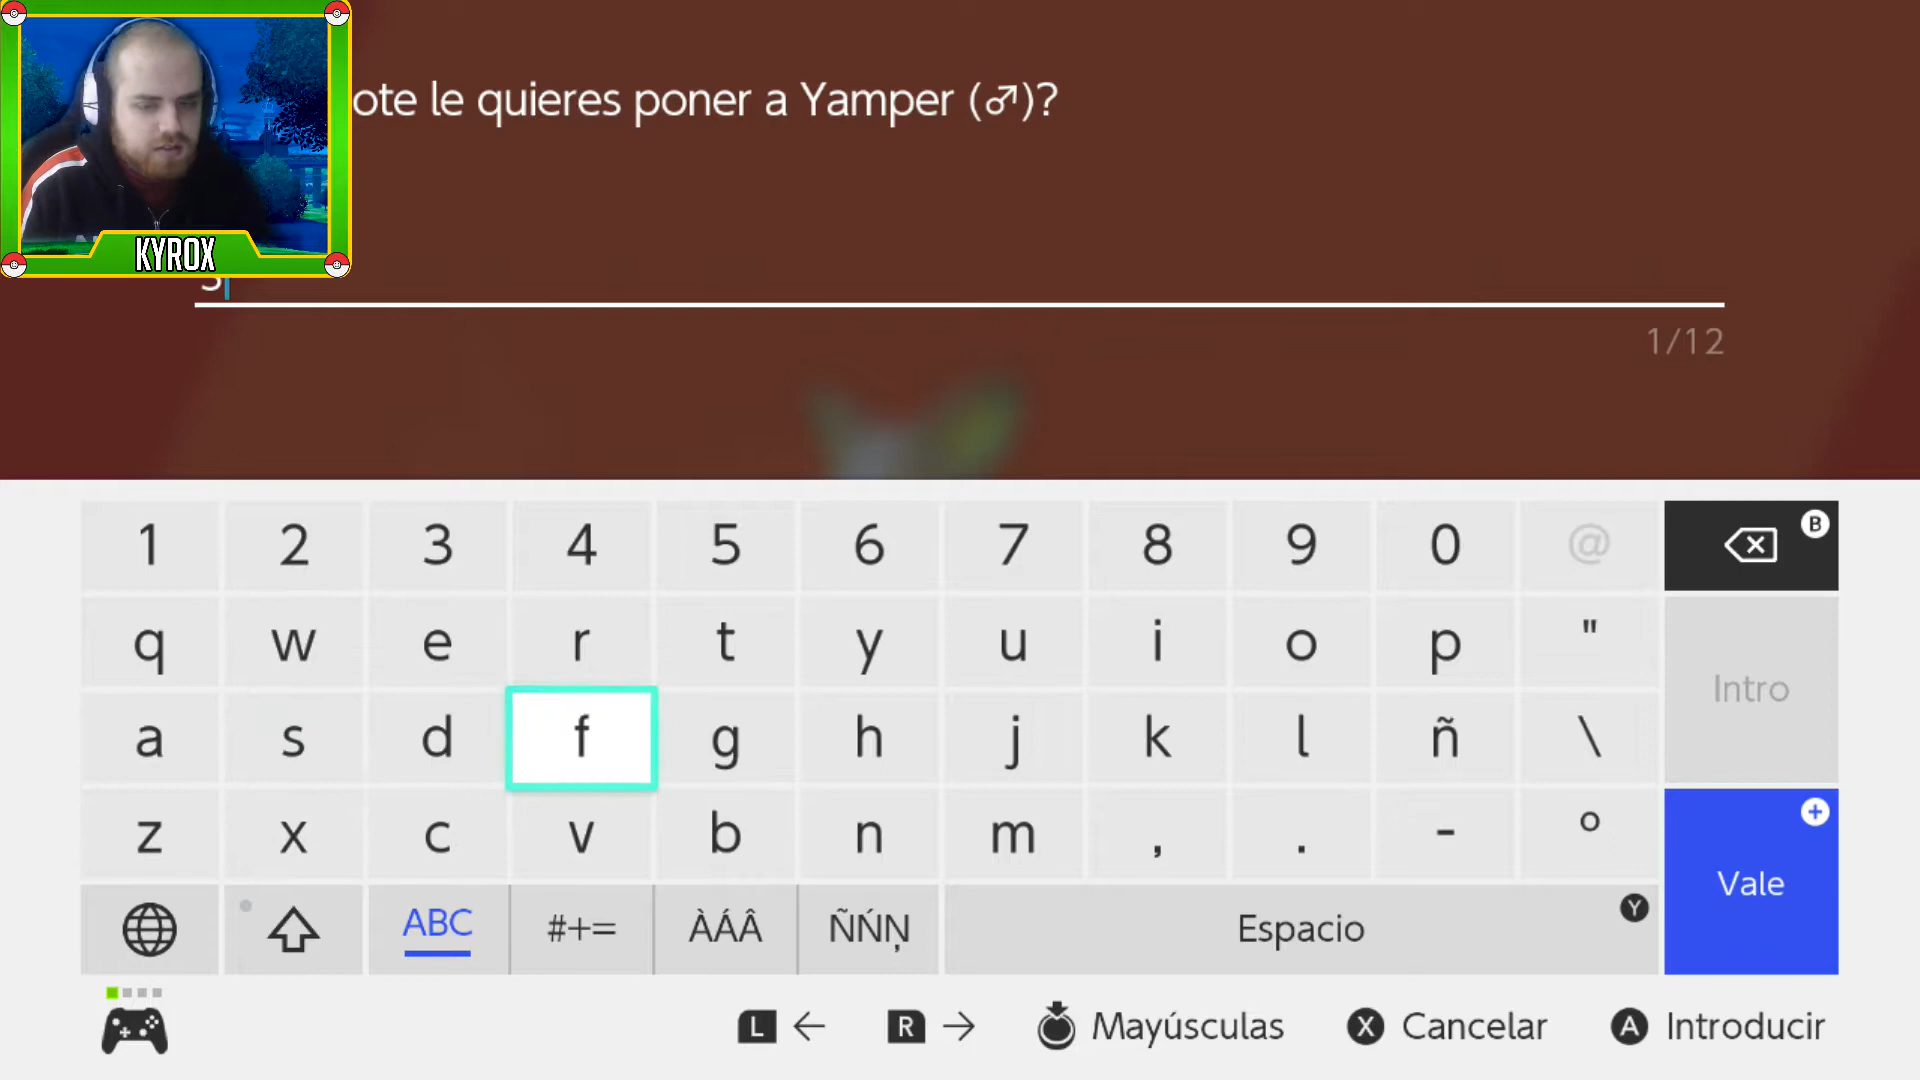 ote le quieres poner a Yamper (♂)?
KYROX
1/12
1 2 3 4 5 6 7 8 9 0 @ B
q w e r t y u i o p "
Intro
a s d f g h j k l ñ \
z x c v b n m , . - º
Vale
ABC #+= ÀÁÂ ÑŃŅ Espacio Y
L ← R → Mayúsculas X Cancelar A Introducir